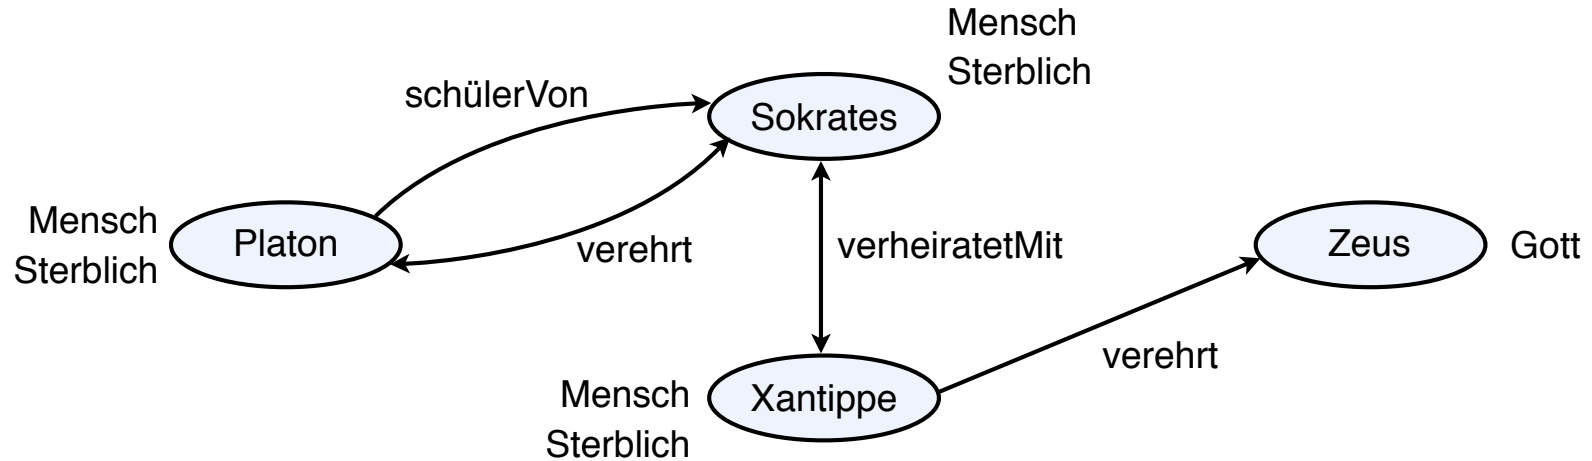 Mensch
Sterblich
schülerVon
Sokrates
Mensch
Sterblich
Platon
verehrt
verheiratetMit
Zeus
Gott
verehrt
Mensch
Sterblich
Xantippe